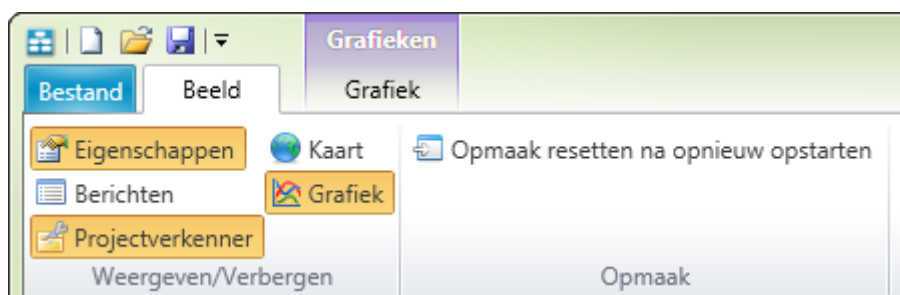 Grafieken
Bestand Beeld Grafiek
Eigenschappen Kaart Opmaak resetten na opnieuw opstarten
Berichten Grafiek
Projectverkenner
Weergeven/Verbergen Opmaak